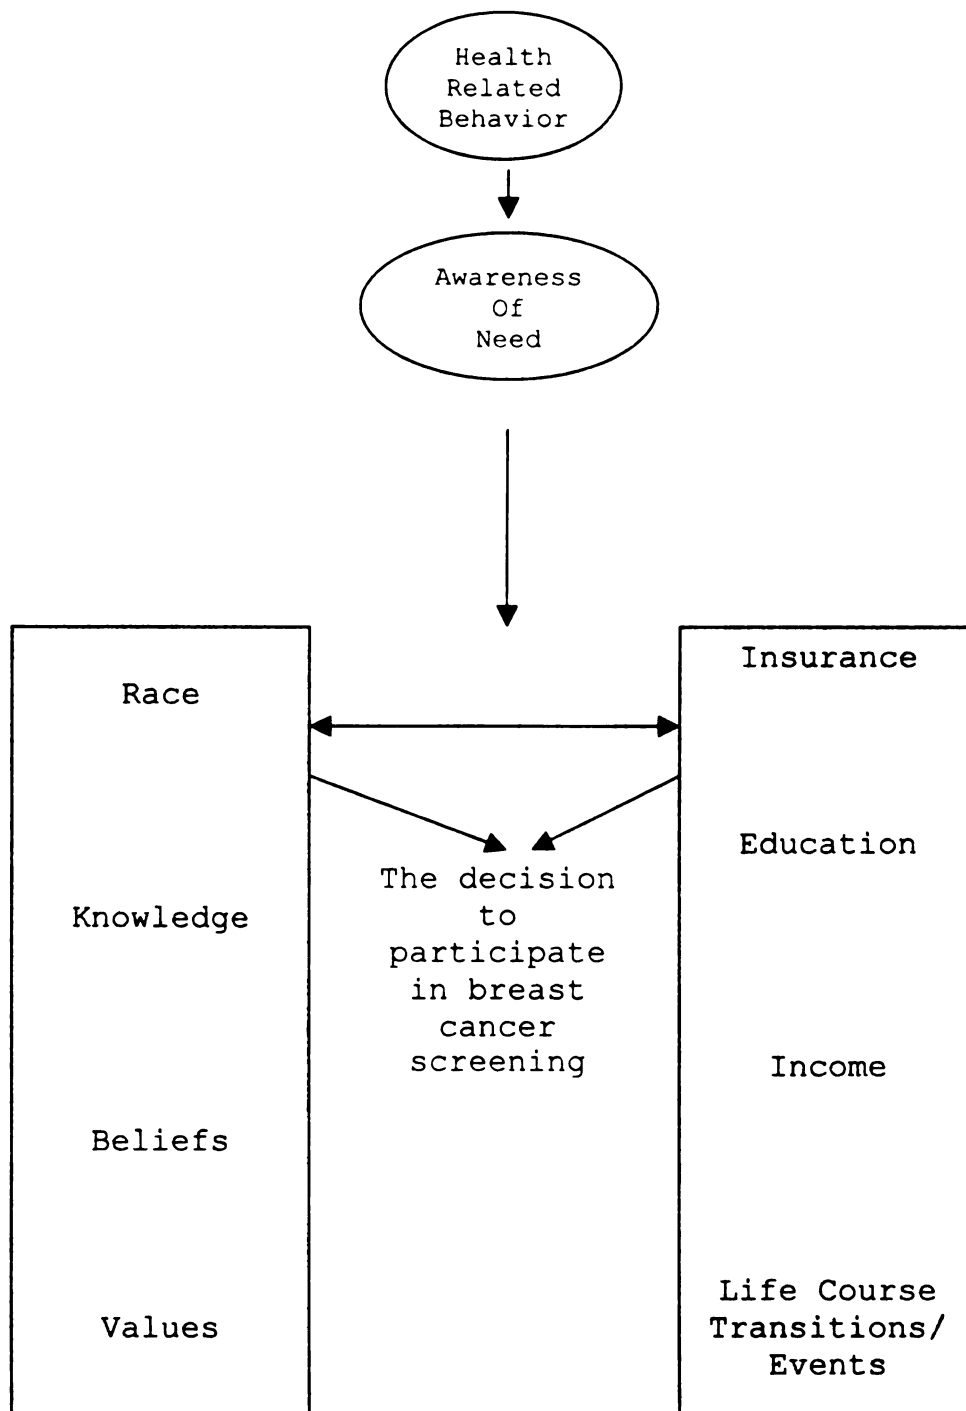 Health
Related
Behavior
Awareness
Of
Need
Race
Knowledge
Beliefs
Values
The decision
to
participate
in breast
cancer
screening
Insurance
Education
Income
Life Course
Transitions/
Events